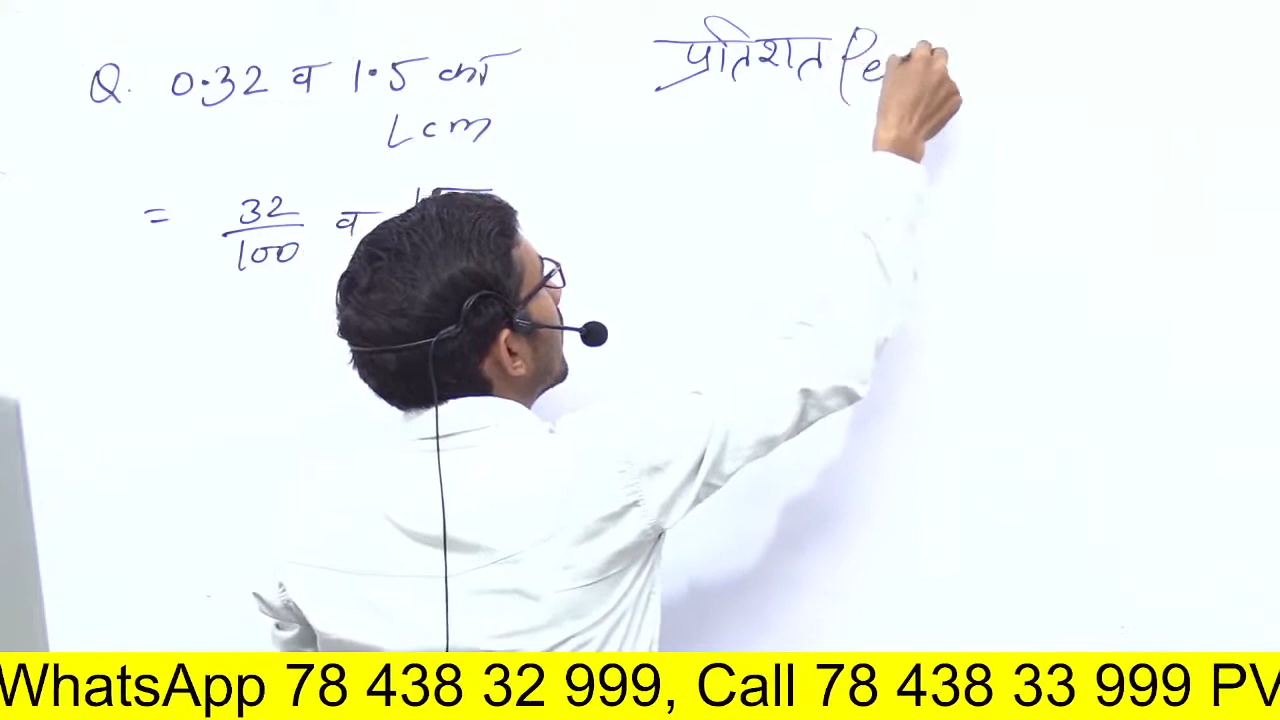 Q. 0.32 व 1.5 का
Lcm
= 32/100 व
प्रतिशत (Pe
WhatsApp 78 438 32 999, Call 78 438 33 999 PV